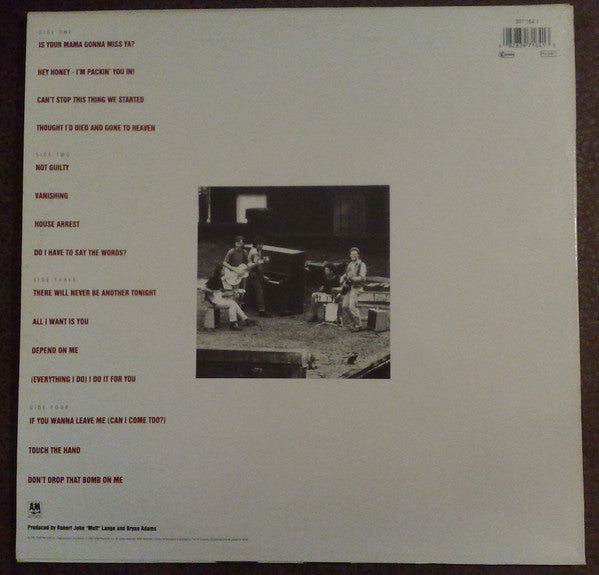 SIDE ONE
397 164-1
IS YOUR MAMA GONNA MISS YA?
HEY HONEY - I'M PACKIN' YOU IN!
CAN'T STOP THIS THING WE STARTED
THOUGHT I'D DIED AND GONE TO HEAVEN
SIDE TWO
NOT GUILTY
VANISHING
HOUSE ARREST
DO I HAVE TO SAY THE WORDS?
SIDE THREE
THERE WILL NEVER BE ANOTHER TONIGHT
ALL I WANT IS YOU
DEPEND ON ME
(EVERYTHING I DO) I DO IT FOR YOU
SIDE FOUR
IF YOU WANNA LEAVE ME (CAN I COME TOO?)
TOUCH THE HAND
DON'T DROP THAT BOMB ON ME
A&M
Produced by Robert John "Mutt" Lange and Bryan Adams